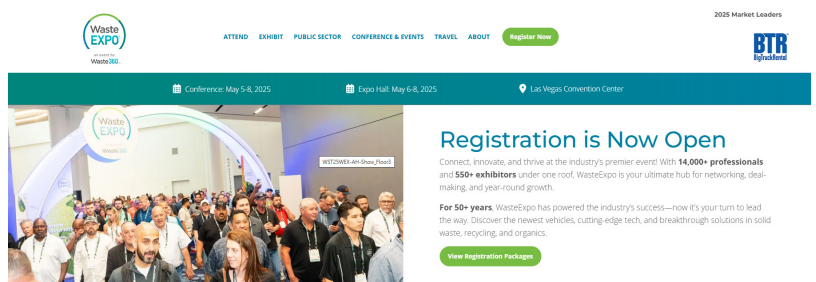 2025 Market Leaders
Waste
EXPO
an event by
Waste360
ATTEND EXHIBIT PUBLIC SECTOR CONFERENCE & EVENTS TRAVEL ABOUT Register Now
BTR
BigTruckRental
Conference: May 5-8, 2025 Expo Hall: May 6-8, 2025 Las Vegas Convention Center
Waste
EXPO
Waste360
WST25WEX-AH-Show_Floor3
Registration is Now Open
Connect, innovate, and thrive at the industry's premier event! With 14,000+ professionals
and 550+ exhibitors under one roof, WasteExpo is your ultimate hub for networking, deal-
making, and year-round growth.
For 50+ years, WasteExpo has powered the industry's success—now it's your turn to lead
the way. Discover the newest vehicles, cutting-edge tech, and breakthrough solutions in solid
waste, recycling, and organics.
View Registration Packages